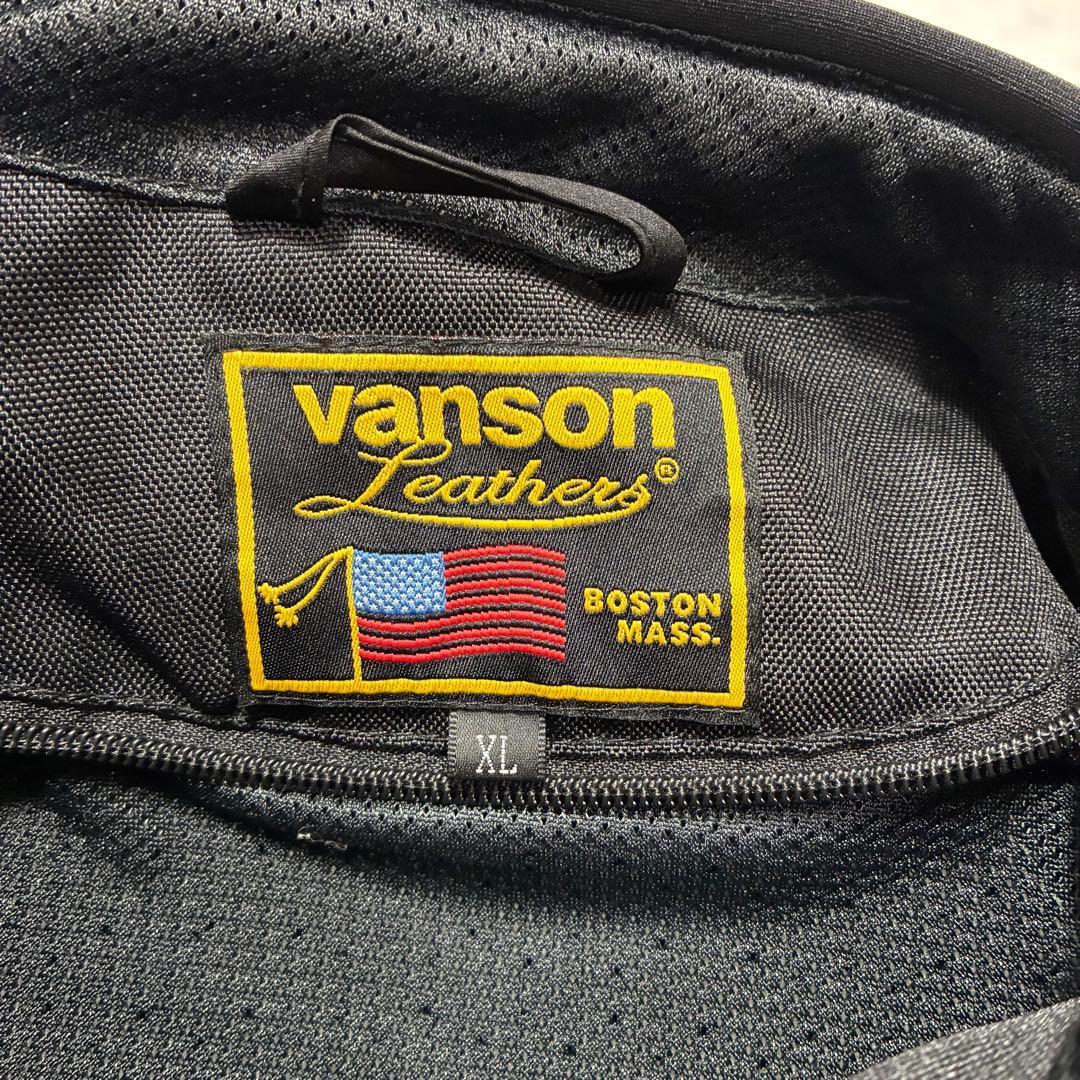 vanson
Leathers®
BOSTON
MASS.
XL